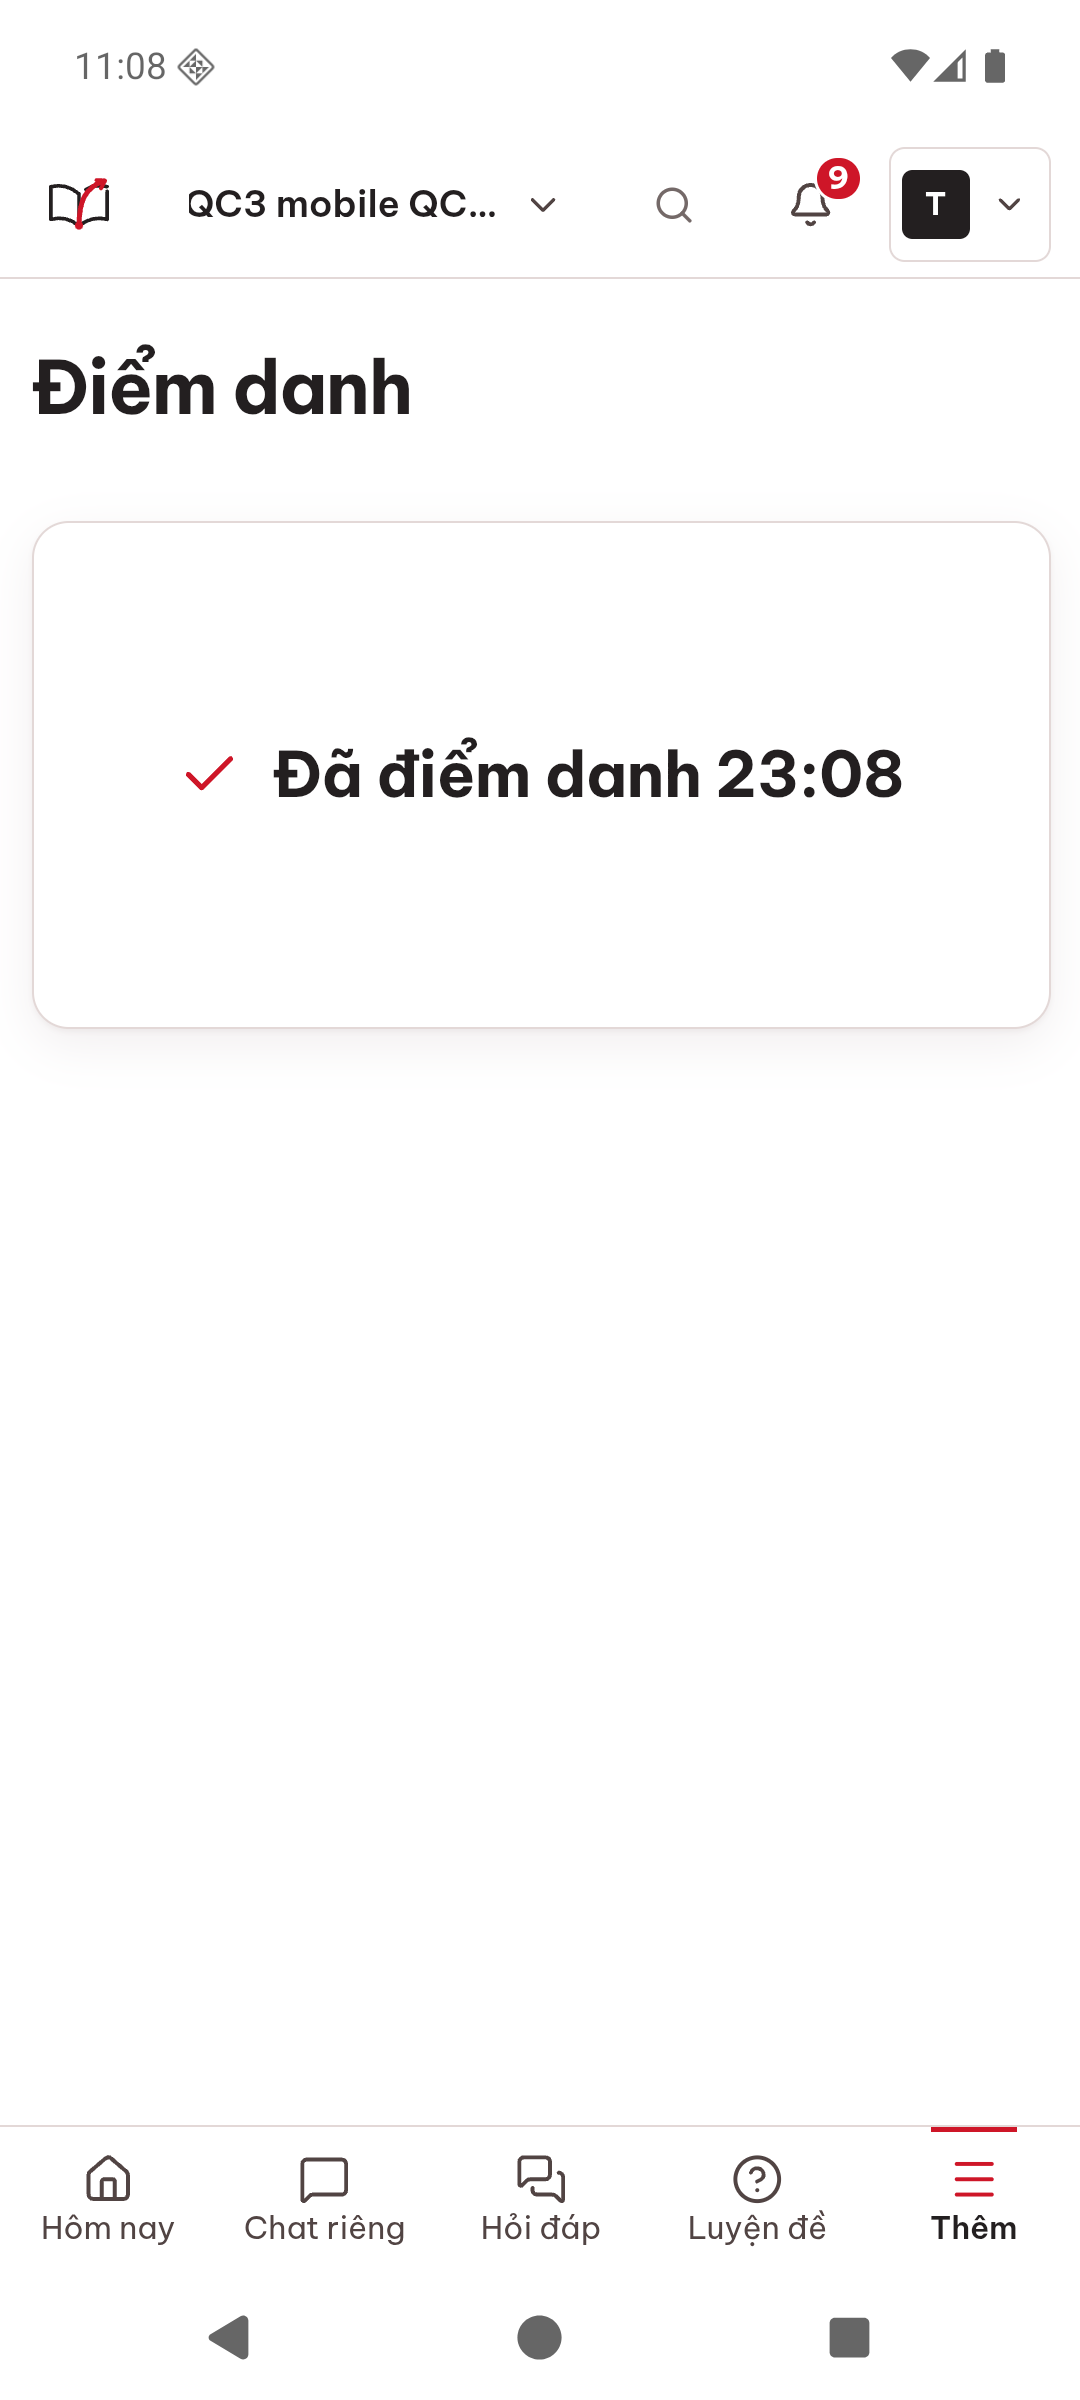 11:08
QC3 mobile QC...
9
T
Điểm danh
Đã điểm danh 23:08
Hôm nay
Chat riêng
Hỏi đáp
Luyện đề
Thêm